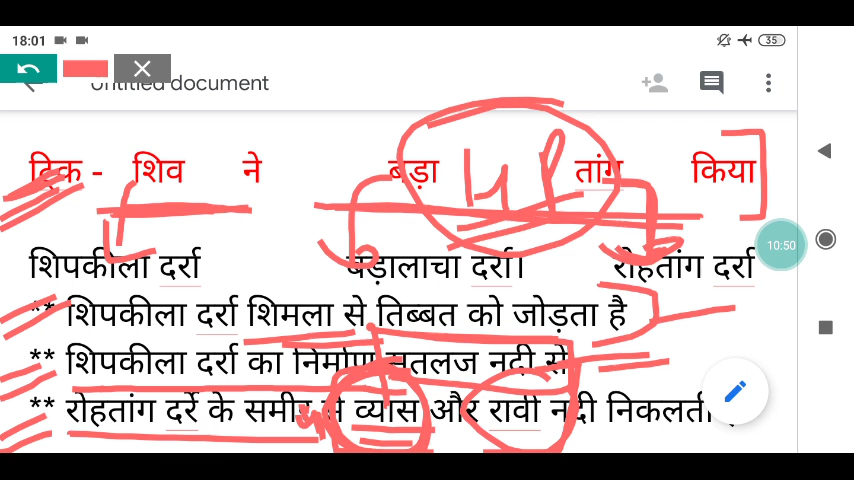 18:01 35
Untitled document
ट्रिक - शिव ने बड़ा HP तांग किया
10:50
शिपकीला दर्रा बड़ालाचा दर्रा। रोहतांग दर्रा
** शिपकीला दर्रा शिमला से तिब्बत को जोड़ता है
** शिपकीला दर्रा का निर्माण सतलज नदी से
** रोहतांग दर्रे के समीर से व्यास और रावी नदी निकलती